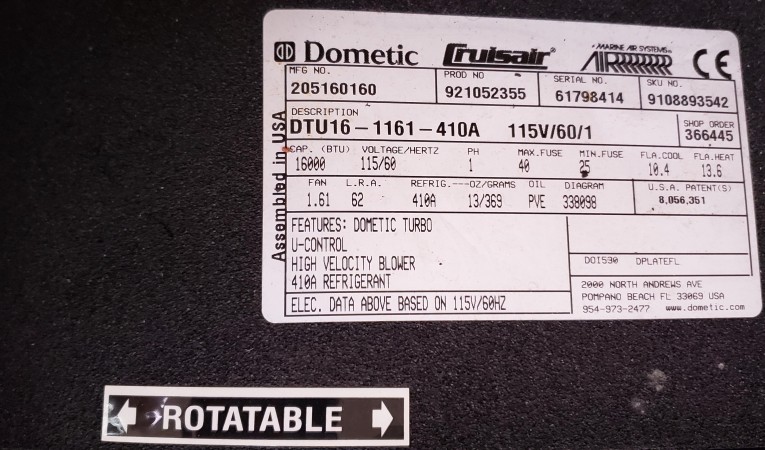 Dometic Cruisair® MARINE AIR SYSTEMS™ AIR CE
MFG NO. PROD NO SERIAL NO. SKU NO.
205160160 921052355 61798414 9108893542
DESCRIPTION SHOP ORDER
DTU16-1161-410A 115V/60/1 366445
CAP. (BTU) VOLTAGE/HERTZ PH MAX.FUSE MIN.FUSE FLA.COOL FLA.HEAT
16000 115/60 1 40 25 10.4 13.6
FAN L.R.A. REFRIG.---OZ/GRAMS OIL DIAGRAM U.S.A. PATENT(S)
1.61 62 410A 13/369 PVE 338098 8,056,351
FEATURES: DOMETIC TURBO
U-CONTROL
HIGH VELOCITY BLOWER
410A REFRIGERANT
DOI590 DPLATEFL
ELEC. DATA ABOVE BASED ON 115V/60HZ
2000 NORTH ANDREWS AVE
POMPANO BEACH FL 33069 USA
954-973-2477 www.dometic.com
Assembled in USA
ROTATABLE